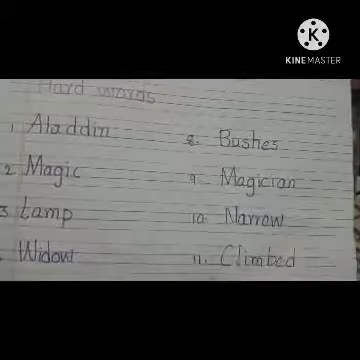 K
KINEMASTER
Hard words
1. Aladdin
2. Magic
3. Lamp
Widow
8. Bushes
9. Magician
10. Narrow
11. Climbed